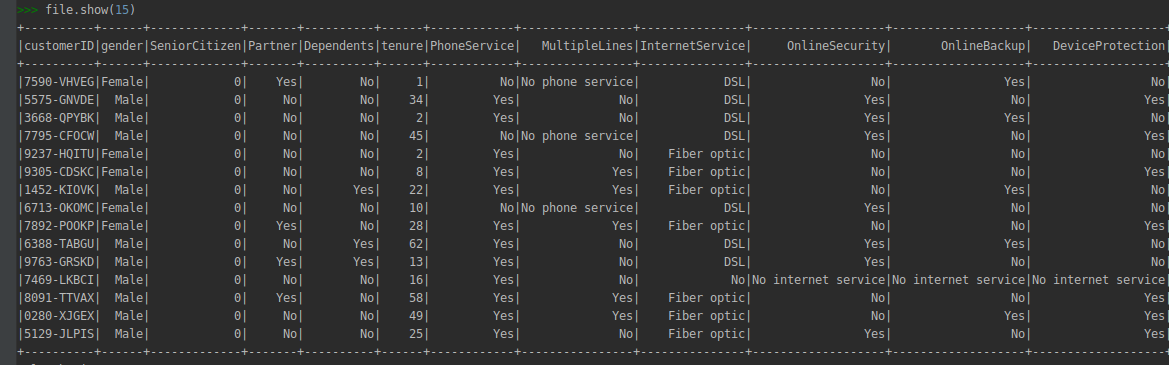 >>> file.show(15)
+----------+------+-------------+-------+----------+------+------------+----------------+---------------+-------------------+-------------------+-------------------+
|customerID|gender|SeniorCitizen|Partner|Dependents|tenure|PhoneService|   MultipleLines|InternetService|     OnlineSecurity|       OnlineBackup|   DeviceProtection|
+----------+------+-------------+-------+----------+------+------------+----------------+---------------+-------------------+-------------------+-------------------+
|7590-VHVEG|Female|            0|    Yes|        No|     1|          No|No phone service|            DSL|                 No|                Yes|                 No|
|5575-GNVDE|  Male|            0|     No|        No|    34|         Yes|              No|            DSL|                Yes|                 No|                Yes|
|3668-QPYBK|  Male|            0|     No|        No|     2|         Yes|              No|            DSL|                Yes|                Yes|                 No|
|7795-CFOCW|  Male|            0|     No|        No|    45|          No|No phone service|            DSL|                Yes|                 No|                Yes|
|9237-HQITU|Female|            0|     No|        No|     2|         Yes|              No|    Fiber optic|                 No|                 No|                 No|
|9305-CDSKC|Female|            0|     No|        No|     8|         Yes|             Yes|    Fiber optic|                 No|                 No|                Yes|
|1452-KIOVK|  Male|            0|     No|       Yes|    22|         Yes|             Yes|    Fiber optic|                 No|                Yes|                 No|
|6713-OKOMC|Female|            0|     No|        No|    10|          No|No phone service|            DSL|                Yes|                 No|                 No|
|7892-POOKP|Female|            0|    Yes|        No|    28|         Yes|             Yes|    Fiber optic|                 No|                 No|                Yes|
|6388-TABGU|  Male|            0|     No|       Yes|    62|         Yes|              No|            DSL|                Yes|                Yes|                 No|
|9763-GRSKD|  Male|            0|    Yes|       Yes|    13|         Yes|              No|            DSL|                Yes|                 No|                 No|
|7469-LKBCI|  Male|            0|     No|        No|    16|         Yes|              No|             No|No internet service|No internet service|No internet service|
|8091-TTVAX|  Male|            0|    Yes|        No|    58|         Yes|             Yes|    Fiber optic|                 No|                 No|                Yes|
|0280-XJGEX|  Male|            0|     No|        No|    49|         Yes|             Yes|    Fiber optic|                 No|                Yes|                Yes|
|5129-JLPIS|  Male|            0|     No|        No|    25|         Yes|              No|    Fiber optic|                Yes|                 No|                Yes|
+----------+------+-------------+-------+----------+------+------------+----------------+---------------+-------------------+-------------------+-------------------+